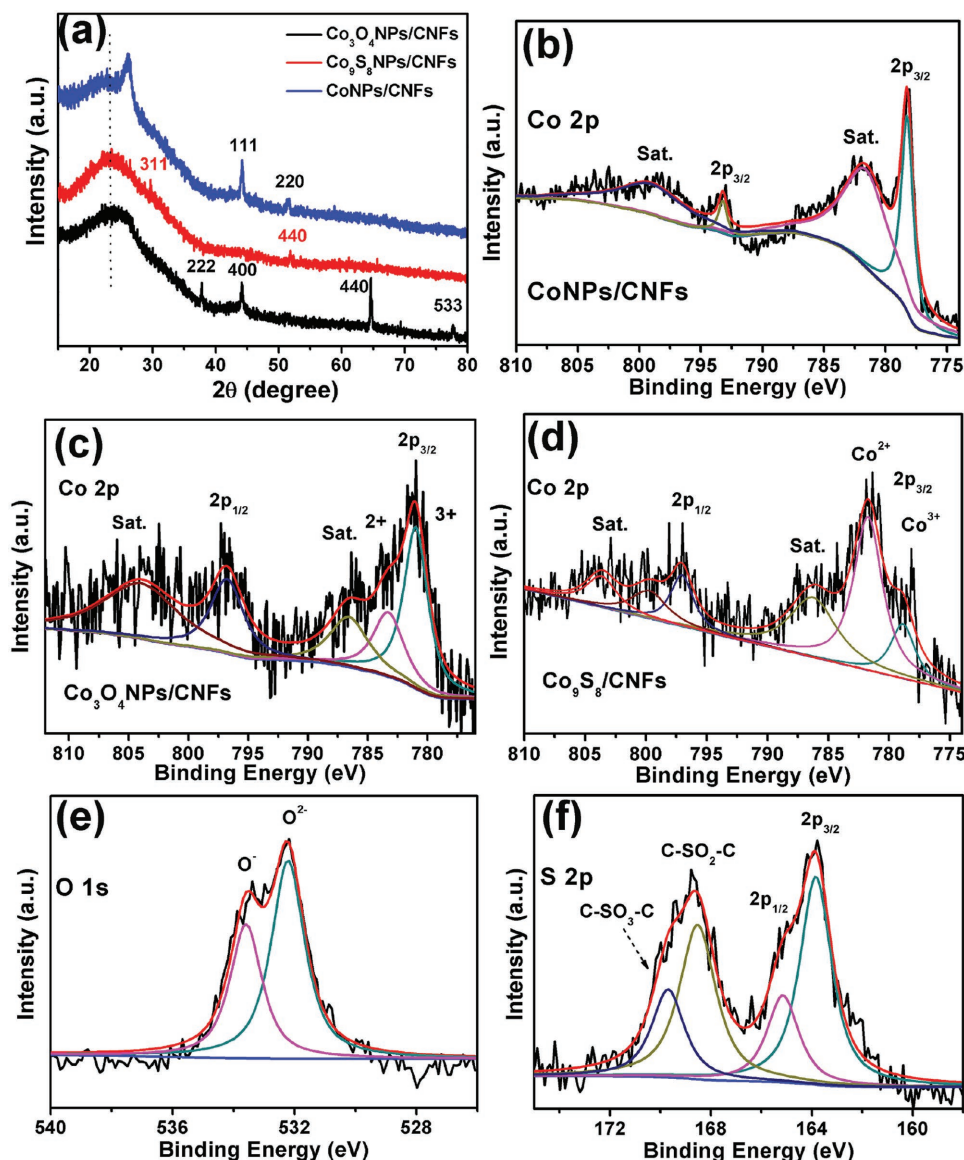 (a)
Co₃O₄NPs/CNFs
Co₉S₈NPs/CNFs
CoNPs/CNFs
311
111
220
440
222
400
440
533
Intensity (a.u.)
20 30 40 50 60 70 80
2θ (degree)
(b)
Co 2p
2p₃/₂
Sat.
Sat.
2p₃/₂
CoNPs/CNFs
Intensity (a.u.)
810 805 800 795 790 785 780 775
Binding Energy (eV)
(c)
Co 2p
2p₃/₂
2p₁/₂
Sat.
Sat.
2+
3+
Co₃O₄NPs/CNFs
Intensity (a.u.)
810 800 790 780
Binding Energy (eV)
(d)
Co 2p
Co²⁺
2p₃/₂
Co³⁺
2p₁/₂
Sat.
Sat.
Co₉S₈/CNFs
Intensity (a.u.)
810 805 800 795 790 785 780 775
Binding Energy (eV)
(e)
O²⁻
O⁻
O 1s
Intensity (a.u.)
540 536 532 528
Binding Energy (eV)
(f)
2p₃/₂
C-SO₂-C
S 2p
2p₁/₂
C-SO₃-C
Intensity (a.u.)
172 168 164 160
Binding Energy (eV)